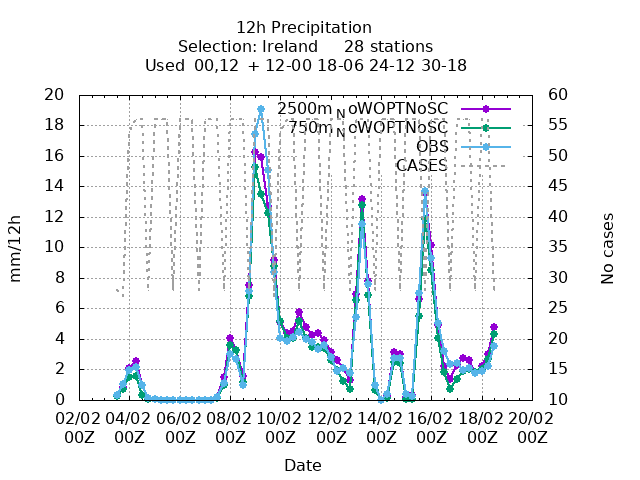 12h Precipitation
Selection: Ireland 28 stations
Used 00,12 + 12-00 18-06 24-12 30-18
2500m_NoWOPTNoSC
750m_NoWOPTNoSC
OBS
CASES
20 60
18 55
16 50
14 45
12 40
10 35
8 30
6 25
4 20
2 15
0 10
mm/12h
No cases
02/02 04/02 06/02 08/02 10/02 12/02 14/02 16/02 18/02 20/02
00Z 00Z 00Z 00Z 00Z 00Z 00Z 00Z 00Z 00Z
Date